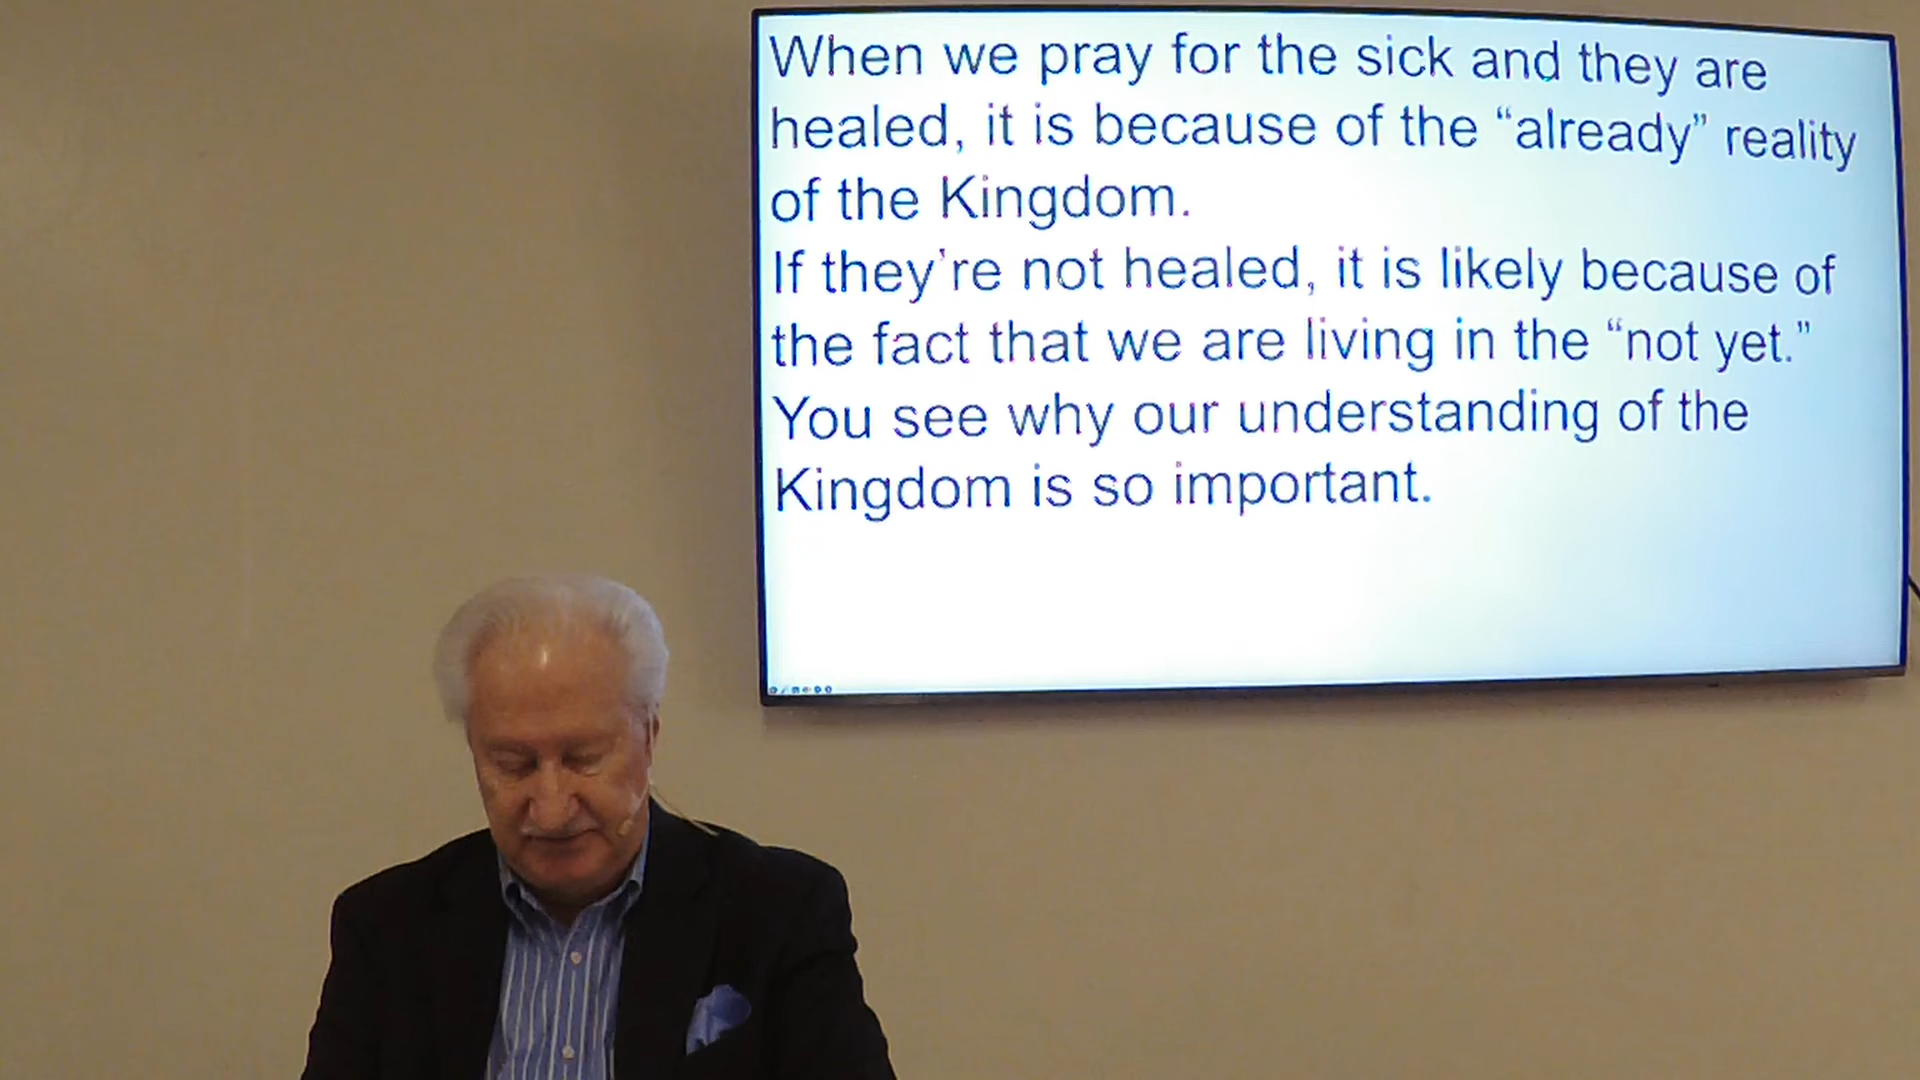 When we pray for the sick and they are
healed, it is because of the “already” reality
of the Kingdom.
If they're not healed, it is likely because of
the fact that we are living in the “not yet.”
You see why our understanding of the
Kingdom is so important.